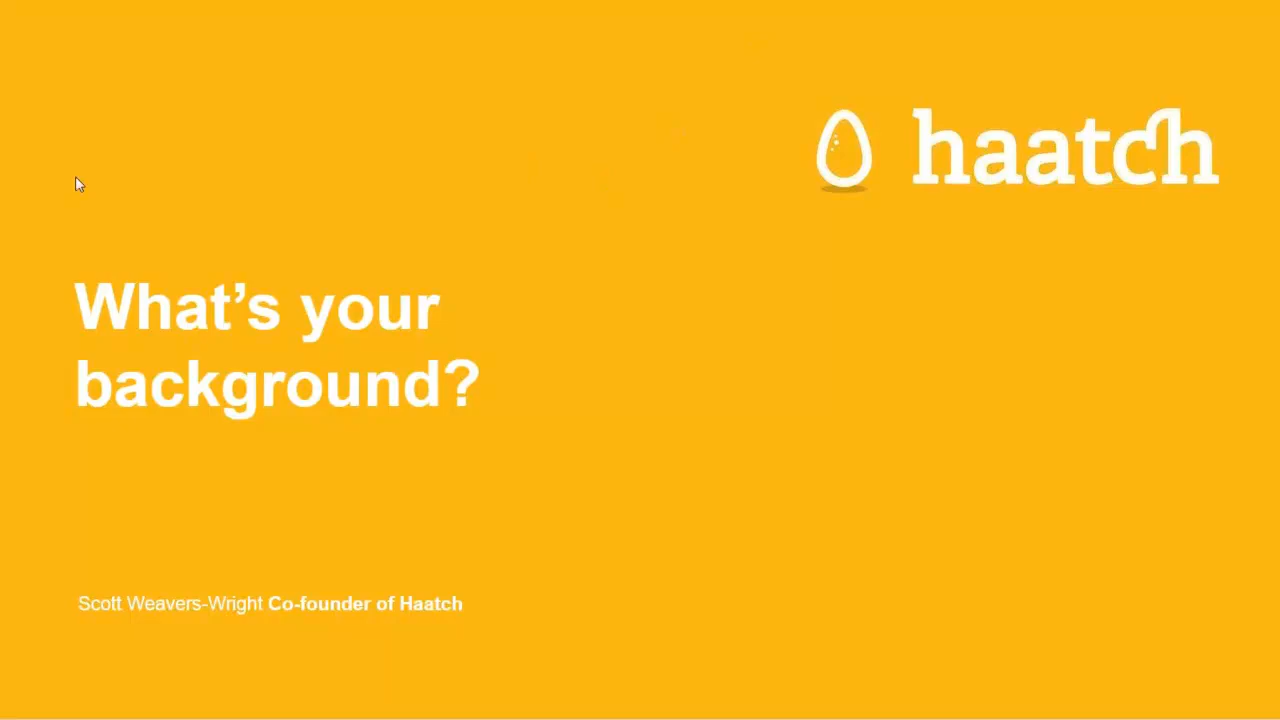 haatch
What’s your
background?
Scott Weavers-Wright Co-founder of Haatch